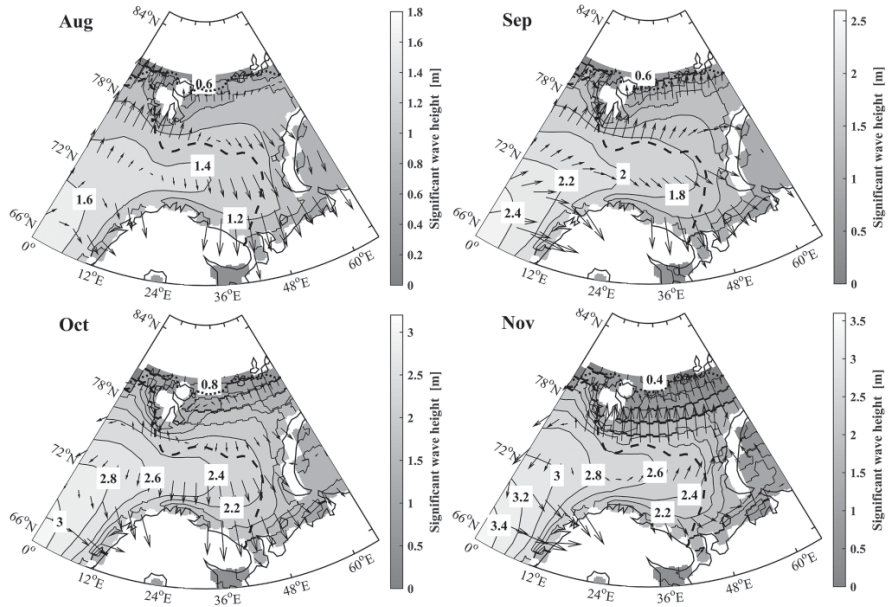 Aug
84°N
78°N
72°N
66°N
0°
12°E
24°E
36°E
48°E
60°E
0.6
1.4
1.6
1.2
1.8
1.6
1.4
1.2
1
0.8
0.6
0.4
0.2
0
Significant wave height [m]
Sep
84°N
78°N
72°N
66°N
0°
12°E
24°E
36°E
48°E
60°E
0.6
2.2
2
1.8
2.4
2.5
2
1.5
1
0.5
0
Significant wave height [m]
Oct
84°N
78°N
72°N
66°N
0°
12°E
24°E
36°E
48°E
60°E
0.8
2.8
2.6
2.4
2.2
3
3
2.5
2
1.5
1
0.5
0
Significant wave height [m]
Nov
84°N
78°N
72°N
66°N
0°
12°E
24°E
36°E
48°E
60°E
0.4
3
2.8
2.6
3.2
2.4
3.4
2.2
3.5
3
2.5
2
1.5
1
0.5
0
Significant wave height [m]